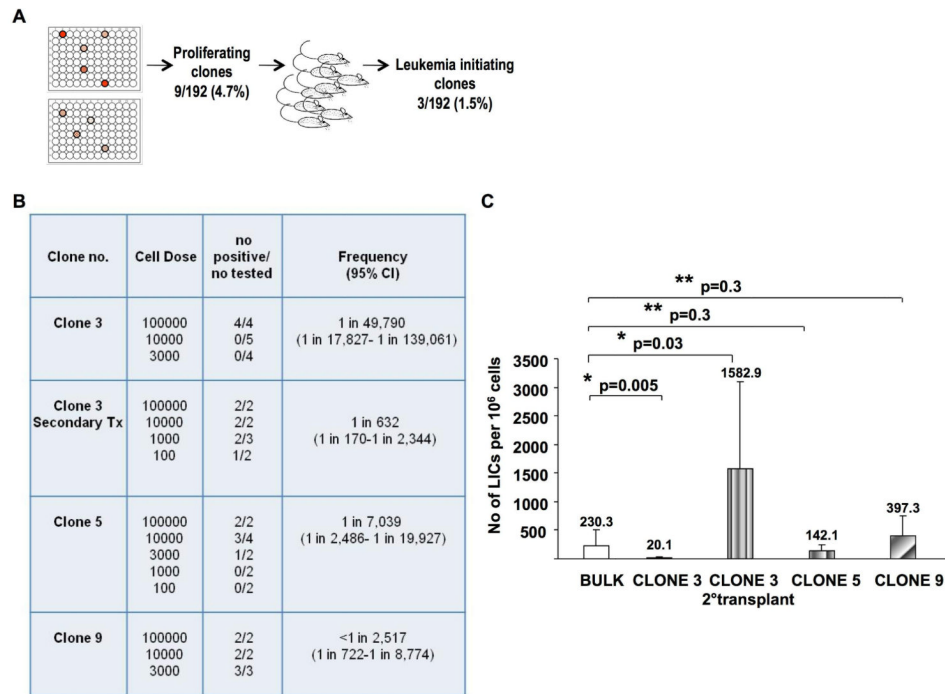 A
Proliferating
clones
9/192 (4.7%)
Leukemia initiating
clones
3/192 (1.5%)
B
Clone no.
Cell Dose
no
positive/
no tested
Frequency
(95% CI)
Clone 3
100000
10000
3000
4/4
0/5
0/4
1 in 49,790
(1 in 17,827- 1 in 139,061)
Clone 3
Secondary Tx
100000
10000
1000
100
2/2
2/2
2/3
1/2
1 in 632
(1 in 170-1 in 2,344)
Clone 5
100000
10000
3000
1000
100
2/2
3/4
1/2
0/2
0/2
1 in 7,039
(1 in 2,486- 1 in 19,927)
Clone 9
100000
10000
3000
2/2
2/2
3/3
<1 in 2,517
(1 in 722-1 in 8,774)
C
** p=0.3
** p=0.3
* p=0.03
* p=0.005
No of LICs per 10⁶ cells
3500
3000
2500
2000
1500
1000
500
230.3
20.1
1582.9
142.1
397.3
BULK CLONE 3 CLONE 3 CLONE 5 CLONE 9
2°transplant